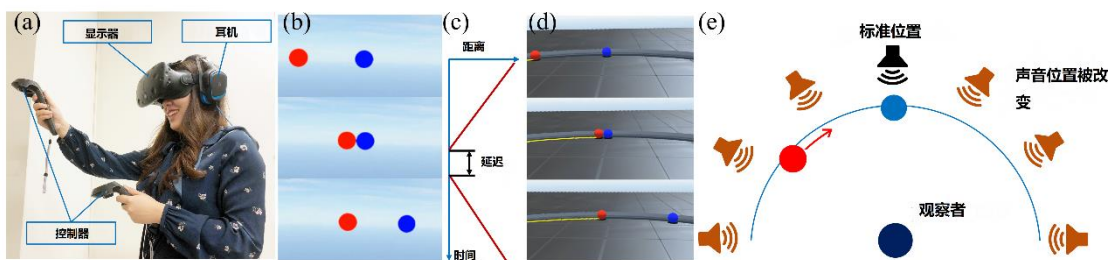 (a)
显示器
耳机
控制器
(b)
(c)
距离
延迟
时间
(d)
(e)
标准位置
声音位置被改
变
观察者